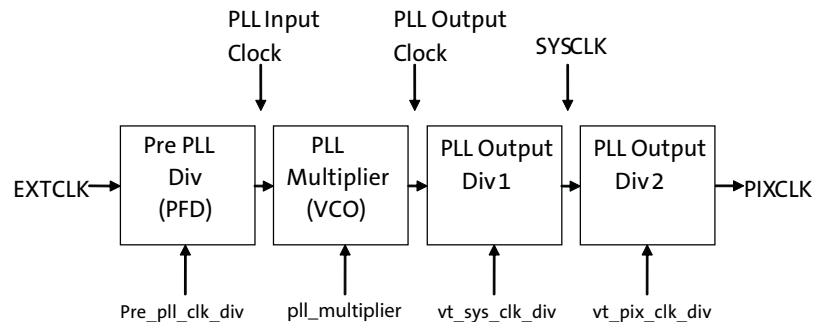 PLL Input
Clock
PLL Output
Clock
SYSCLK
EXTCLK
Pre PLL
Div
(PFD)
PLL
Multiplier
(VCO)
PLL Output
Div 1
PLL Output
Div 2
PIXCLK
Pre_pll_clk_div
pll_multiplier
vt_sys_clk_div
vt_pix_clk_div